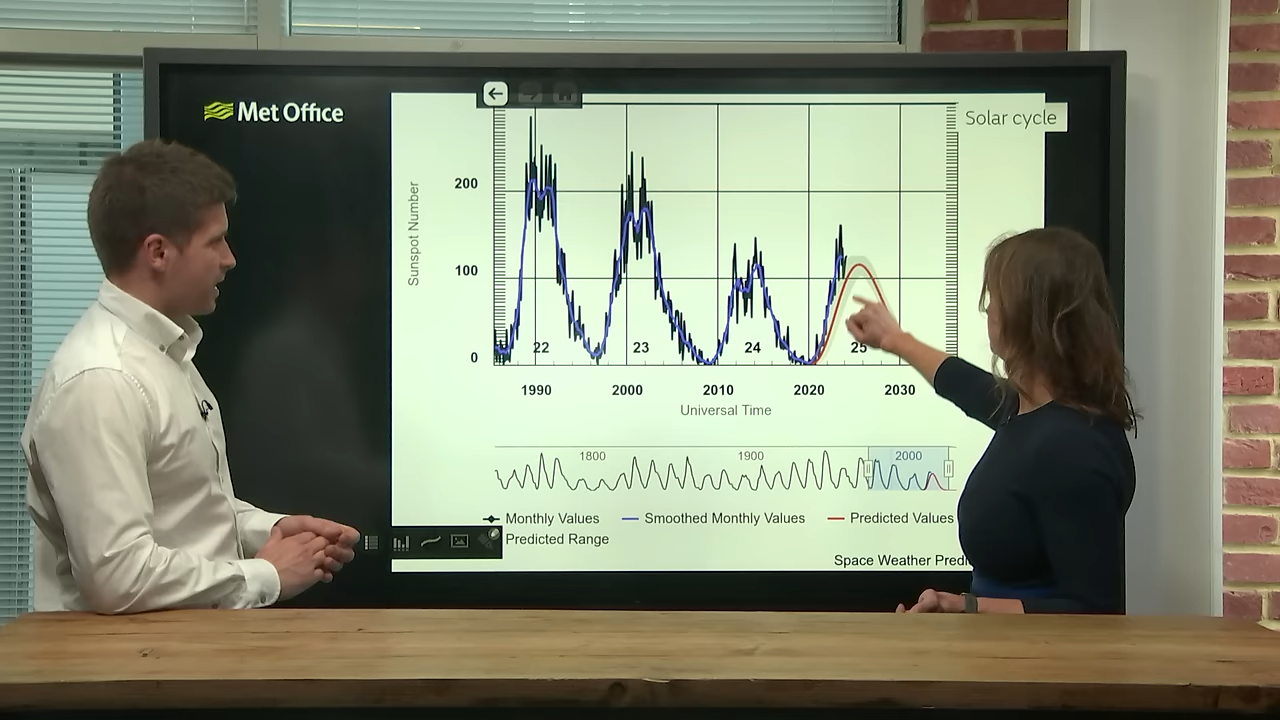 Met Office
Solar cycle
Sunspot Number
200
100
0
22 23 24 25
1990 2000 2010 2020 2030
Universal Time
1800 1900 2000
Monthly Values Smoothed Monthly Values Predicted Values
Predicted Range
Space Weather